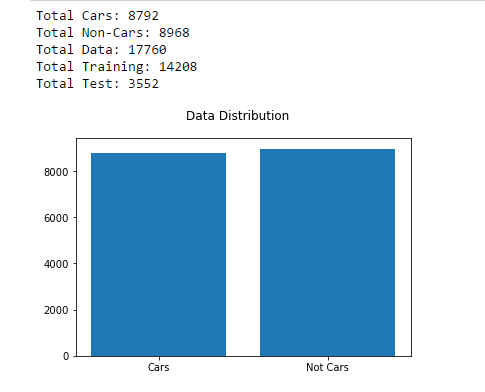 Total Cars: 8792
Total Non-Cars: 8968
Total Data: 17760
Total Training: 14208
Total Test: 3552
Data Distribution
8000
6000
4000
2000
0
Cars Not Cars